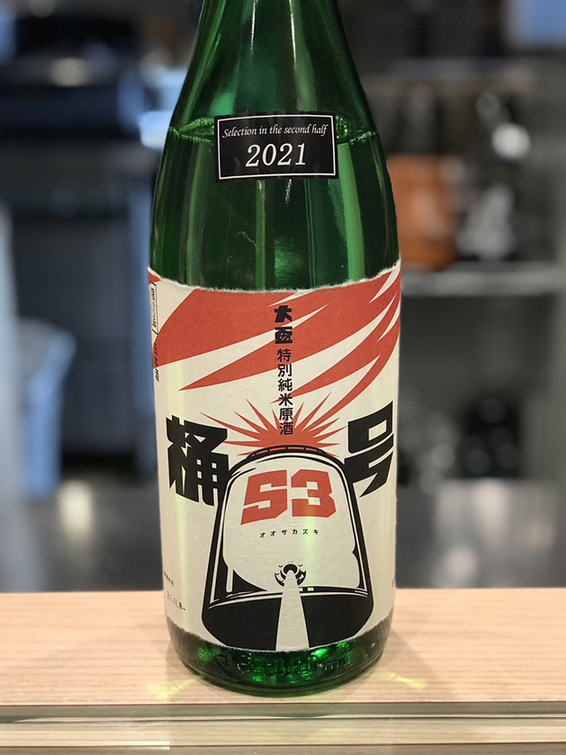 Selection in the second half
2021
大盃
特別純米原酒
桶
号
53
オオサカズキ